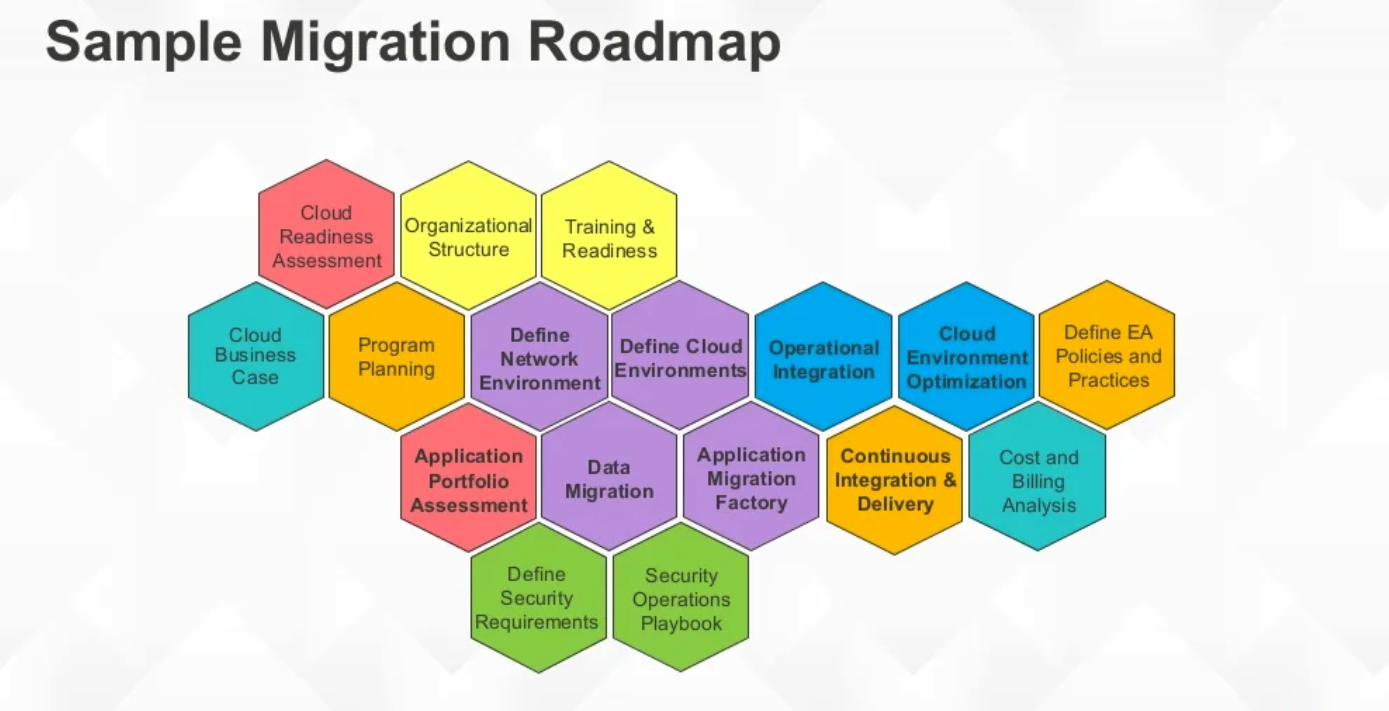 Sample Migration Roadmap
Cloud
Readiness
Assessment
Organizational
Structure
Training &
Readiness
Cloud
Business
Case
Program
Planning
Define
Network
Environment
Define Cloud
Environments
Operational
Integration
Cloud
Environment
Optimization
Define EA
Policies and
Practices
Application
Portfolio
Assessment
Data
Migration
Application
Migration
Factory
Continuous
Integration &
Delivery
Cost and
Billing
Analysis
Define
Security
Requirements
Security
Operations
Playbook